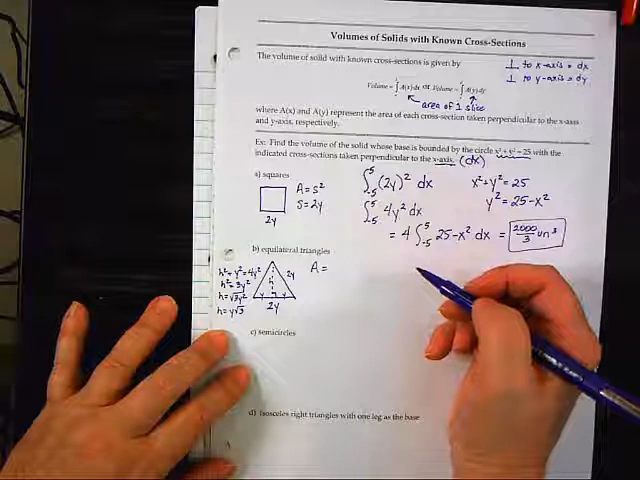 Volumes of Solids with Known Cross-Sections
The volume of solid with known cross-sections is given by
⊥ to x-axis = dx
⊥ to y-axis = dy
Volume = ∫ A(x) dx or Volume = ∫ A(y) dy
area of 1 slice
where A(x) and A(y) represent the area of each cross-section taken perpendicular to the x-axis
and y-axis, respectively.
Ex: Find the volume of the solid whose base is bounded by the circle x² + y² = 25 with the
indicated cross-sections taken perpendicular to the x-axis. (dx)
a) squares
A = s²
s = 2y
2y
∫₋₅⁵ (2y)² dx
∫₋₅⁵ 4y² dx
= 4 ∫₋₅⁵ 25-x² dx = 2000/3 un³
x²+y² = 25
y² = 25-x²
b) equilateral triangles
h² + y² = 4y²
h² = 3y²
h = √3y²
h = y√3
2y
h
y y
2y
A =
c) semicircles
d) isosceles right triangles with one leg as the base